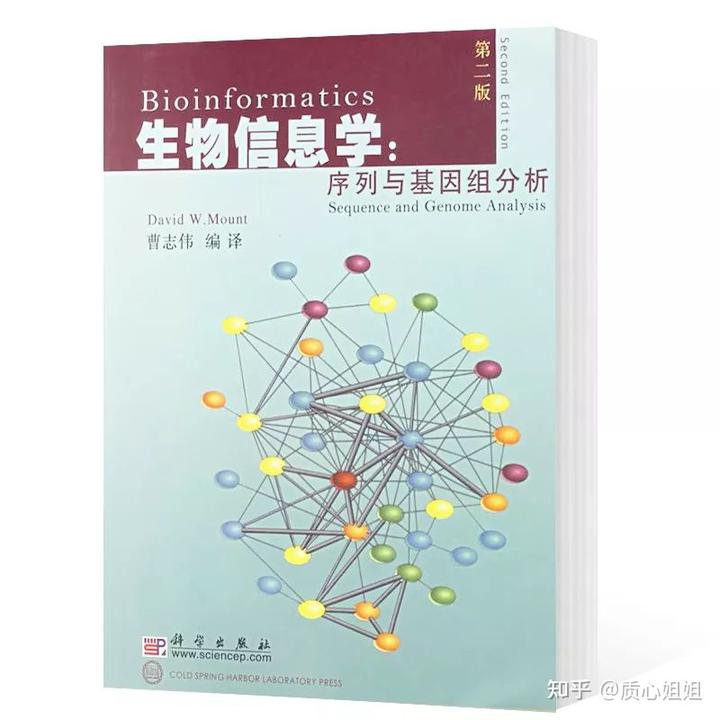 第二版
Second Edition
Bioinformatics
生物信息学:
序列与基因组分析
Sequence and Genome Analysis
David W.Mount
曹志伟 编 译
科学出版社
www.sciencep.com
COLD SPRING HARBOR LABORATORY PRESS
知乎 @质心姐姐